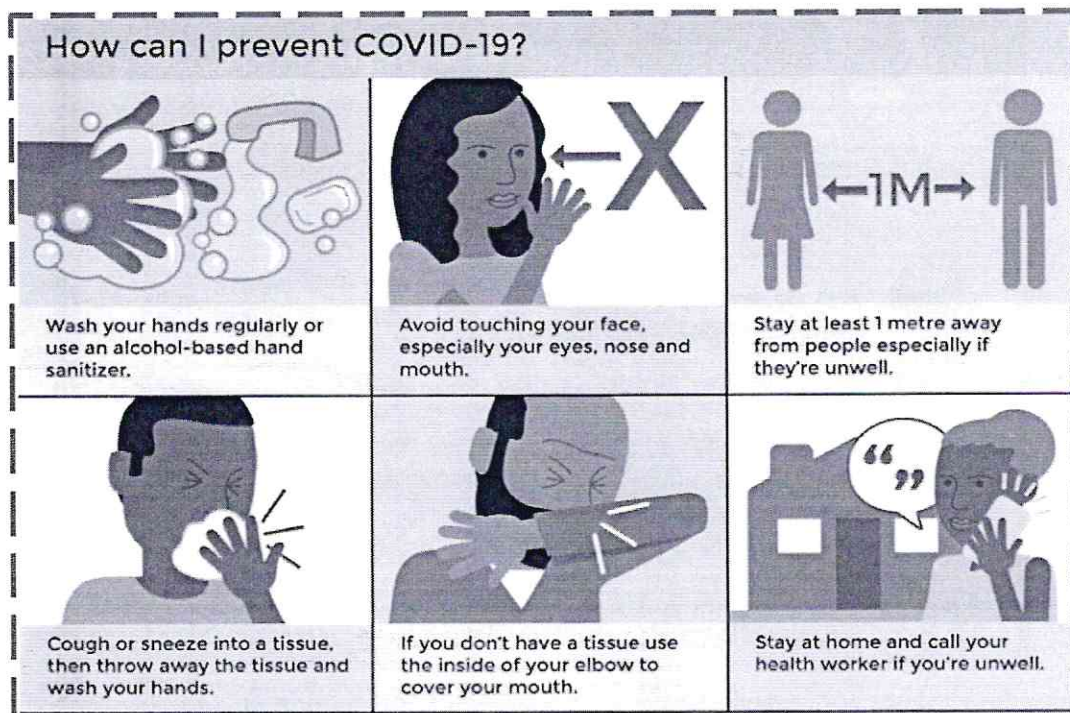 How can I prevent COVID-19?
X
1M
Wash your hands regularly or
use an alcohol-based hand
sanitizer.
Avoid touching your face,
especially your eyes, nose and
mouth.
Stay at least 1 metre away
from people especially if
they're unwell.
“ ”
Cough or sneeze into a tissue,
then throw away the tissue and
wash your hands.
If you don't have a tissue use
the inside of your elbow to
cover your mouth.
Stay at home and call your
health worker if you're unwell.